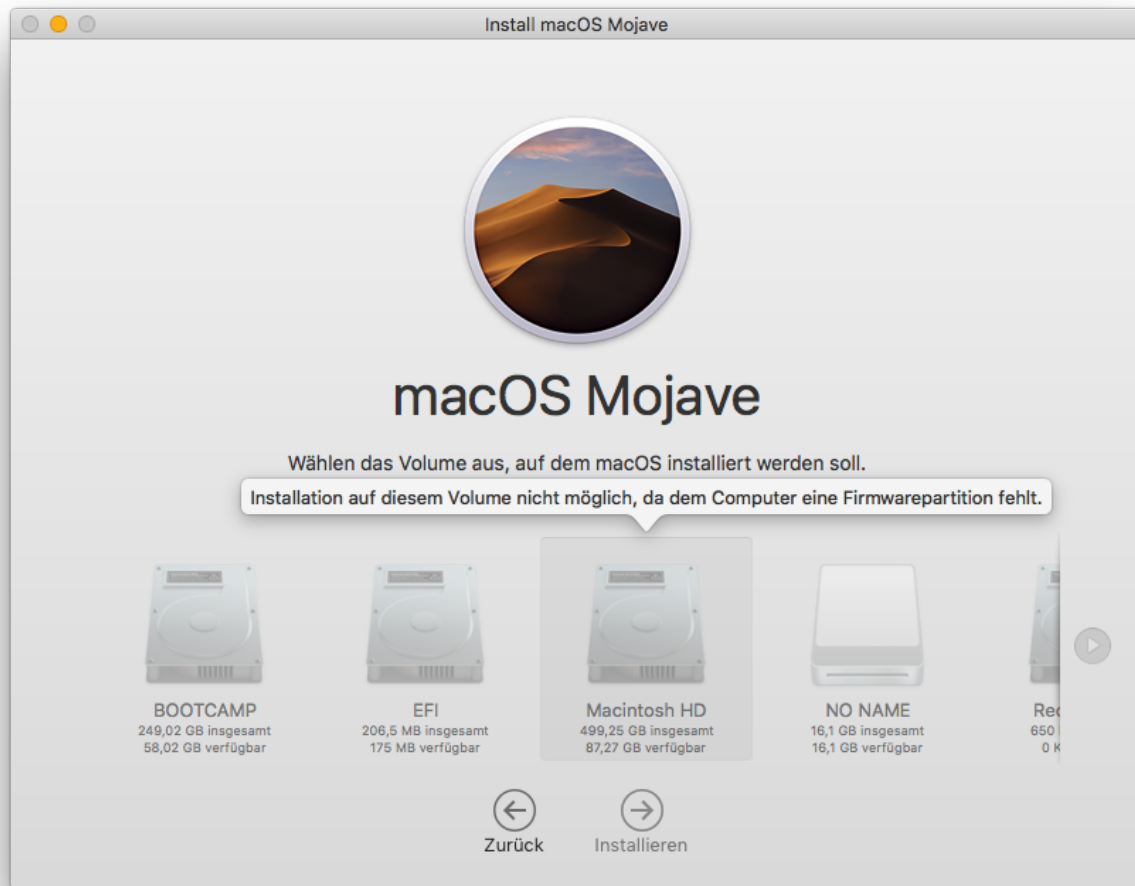 Install macOS Mojave
macOS Mojave
Wählen das Volume aus, auf dem macOS installiert werden soll.
Installation auf diesem Volume nicht möglich, da dem Computer eine Firmwarepartition fehlt.
BOOTCAMP
249,02 GB insgesamt
58,02 GB verfügbar
EFI
206,5 MB insgesamt
175 MB verfügbar
Macintosh HD
499,25 GB insgesamt
87,27 GB verfügbar
NO NAME
16,1 GB insgesamt
16,1 GB verfügbar
650
0
Zurück
Installieren